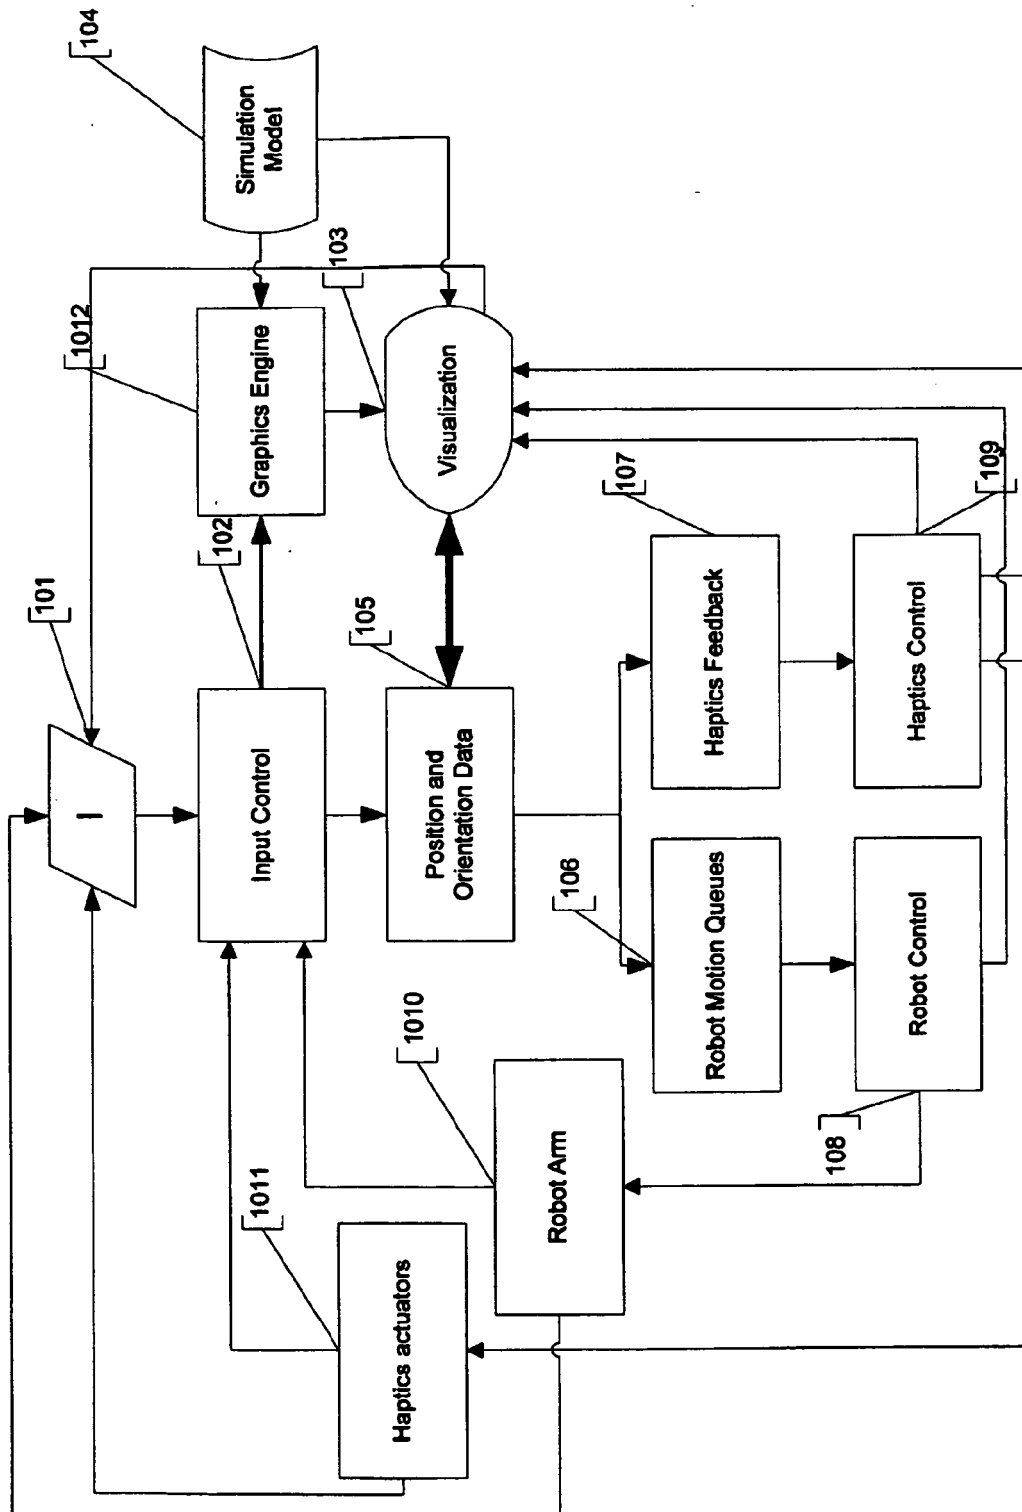 104
Simulation
Model
103
1012
Graphics Engine
Visualization
102
101
I
Input Control
105
Position and
Orientation Data
107
Haptics Feedback
109
Haptics Control
106
Robot Motion Queues
Robot Control
108
1010
Robot Arm
1011
Haptics actuators